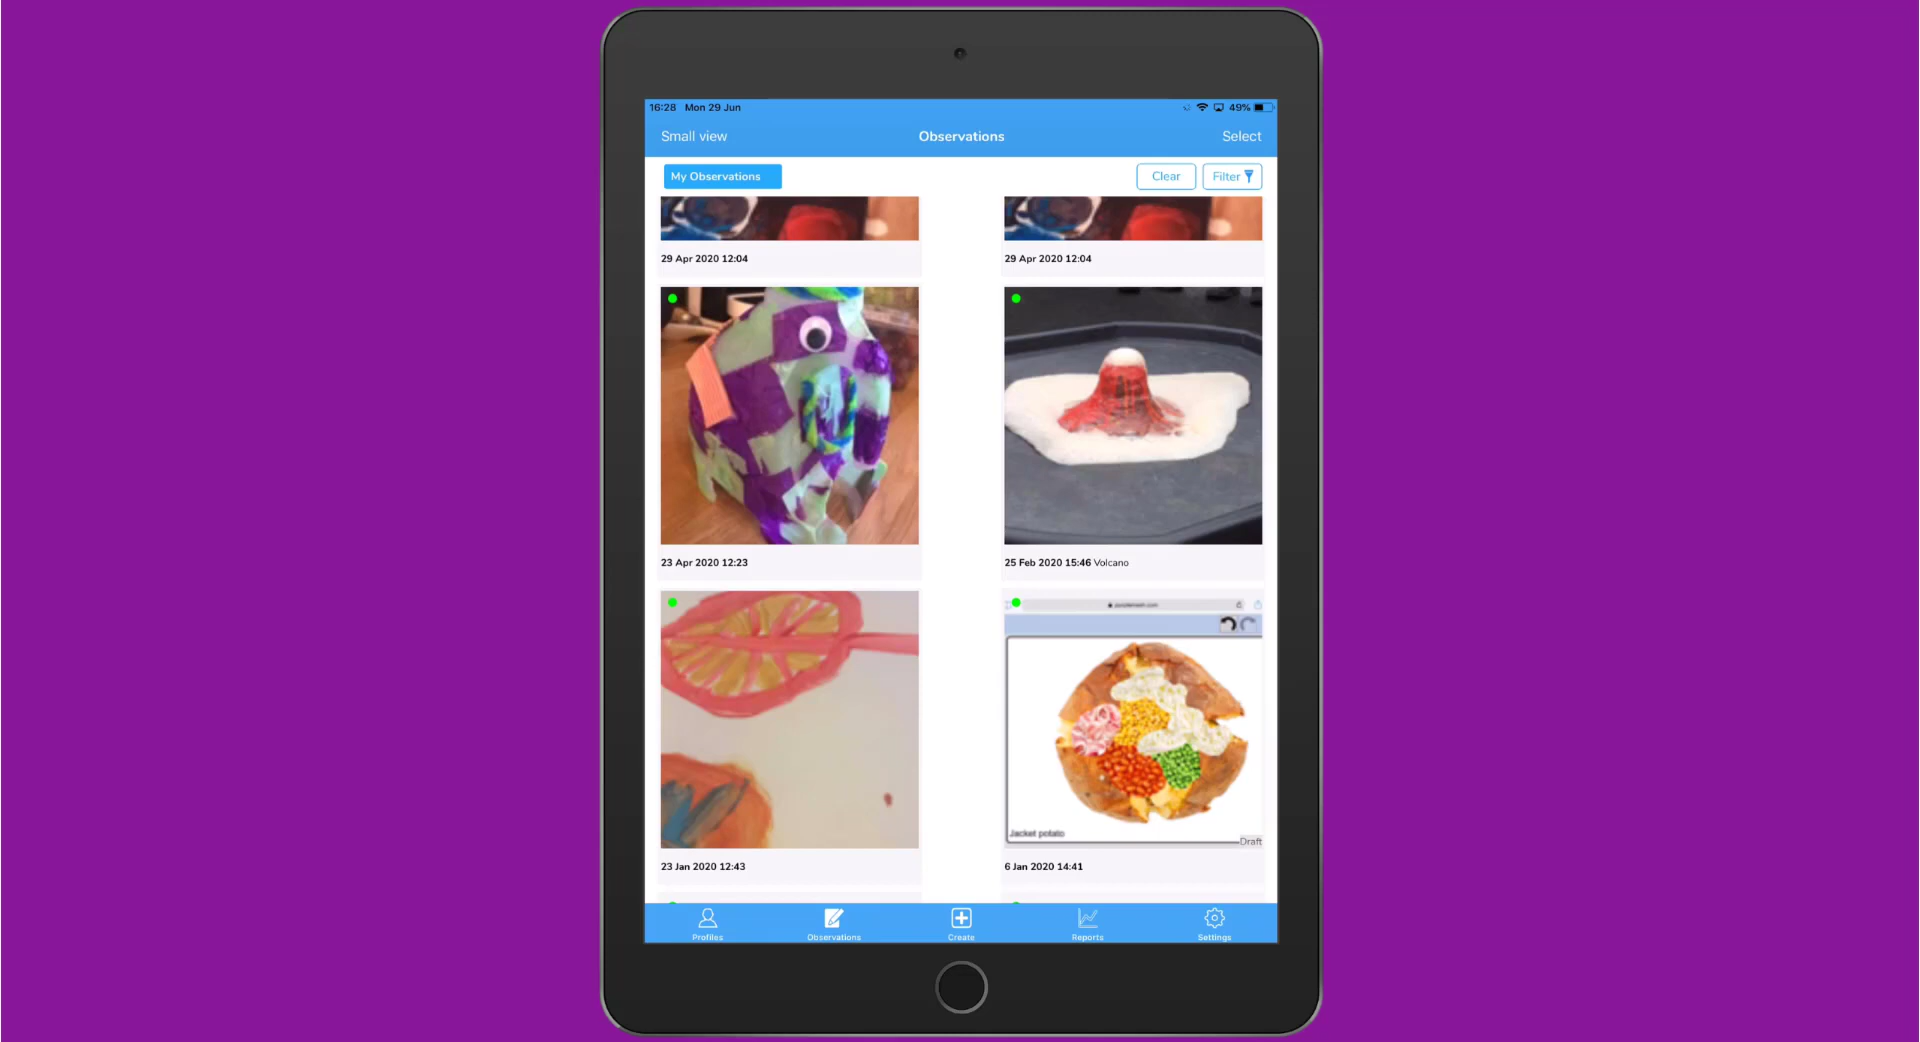 16:28 Mon 29 Jun 49%
Small view Observations Select
My Observations Clear Filter
29 Apr 2020 12:04 29 Apr 2020 12:04
23 Apr 2020 12:23 25 Feb 2020 15:46 Volcano
purplemash.com
Jacket potato
Draft
23 Jan 2020 12:43 6 Jan 2020 14:41
Profiles Observations Create Reports Settings